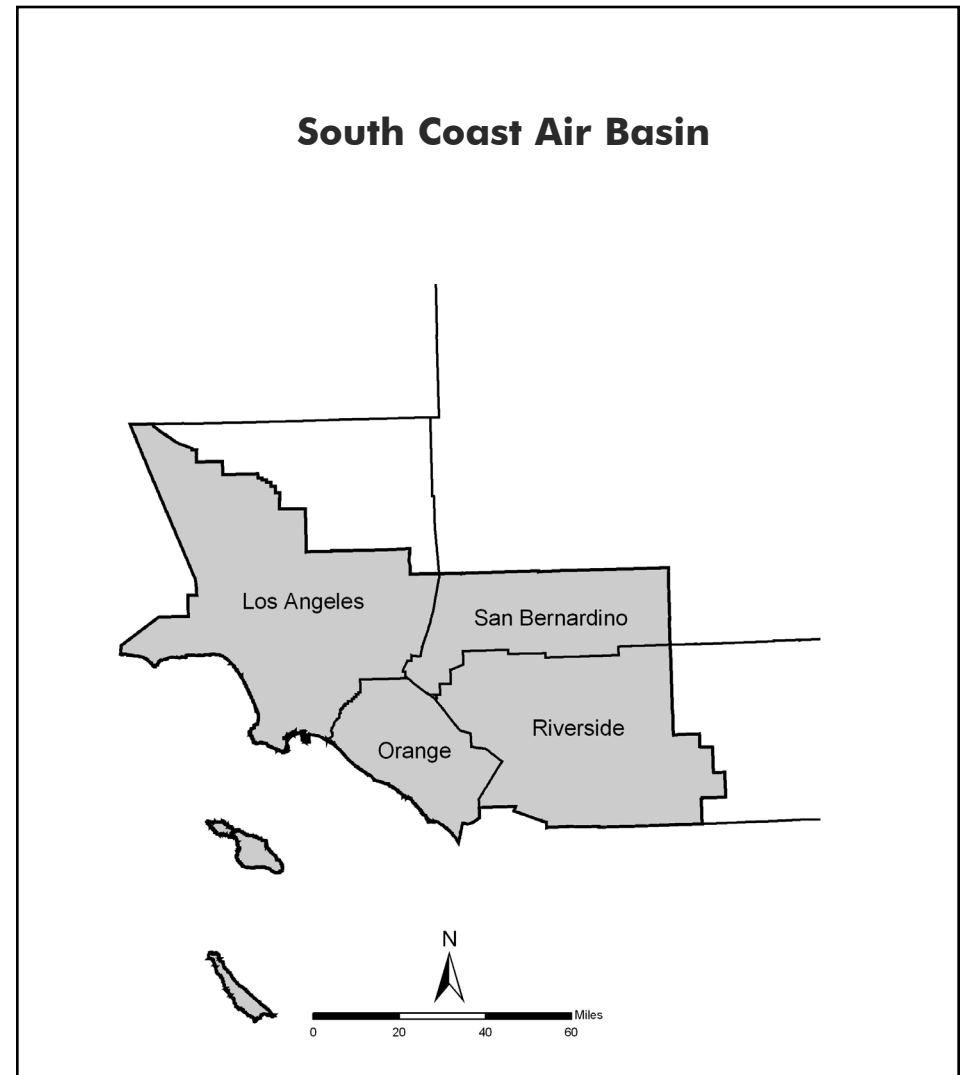 South Coast Air Basin
Los Angeles
San Bernardino
Riverside
Orange
N
Miles
0 20 40 60